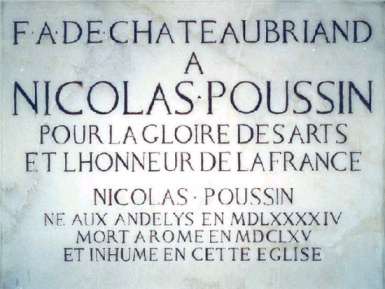 F·A·DE·CHATEAUBRIAND
A
NICOLAS·POUSSIN
POUR LA GLOIRE DES ARTS
ET LHONNEUR DE LA FRANCE
NICOLAS · POUSSIN
NE AUX ANDELYS EN MDLXXXXIV
MORT A ROME EN MDCLXV
ET INHUME EN CETTE EGLISE